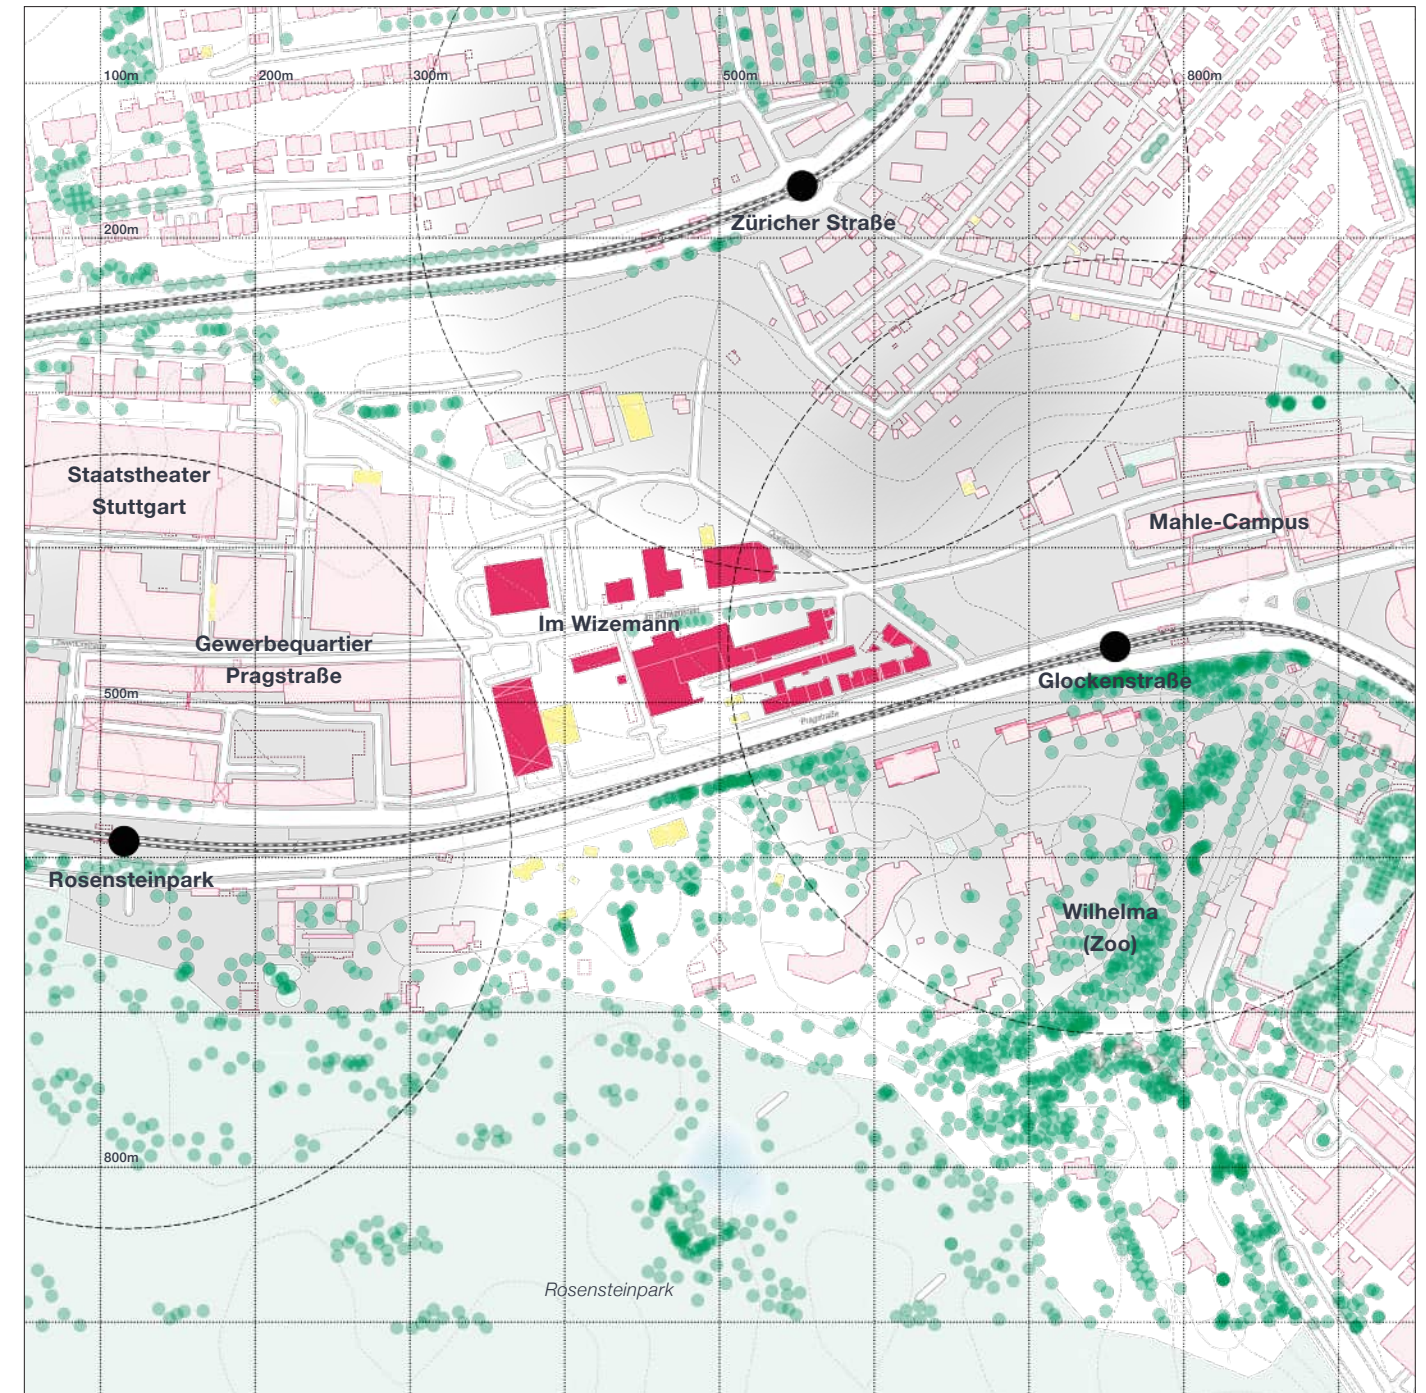 100m
200m
300m
500m
800m
Züricher Straße
200m
Staatstheater
Stuttgart
Mahle-Campus
Im Wizemann
Gewerbequartier
Pragstraße
Glockenstraße
500m
Pragstraße
Rosensteinpark
Wilhelma
(Zoo)
800m
Rosensteinpark